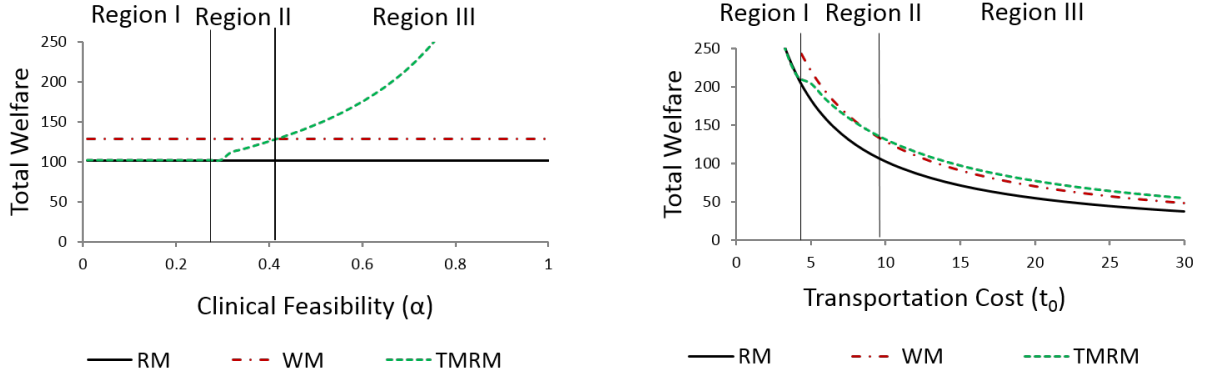 Region I Region II Region III
250
200
150
100
50
0
Total Welfare
0 0.2 0.4 0.6 0.8 1
Clinical Feasibility (α)
RM WM TMRM
Region I Region II Region III
250
200
150
100
50
0
Total Welfare
0 5 10 15 20 25 30
Transportation Cost (t₀)
RM WM TMRM